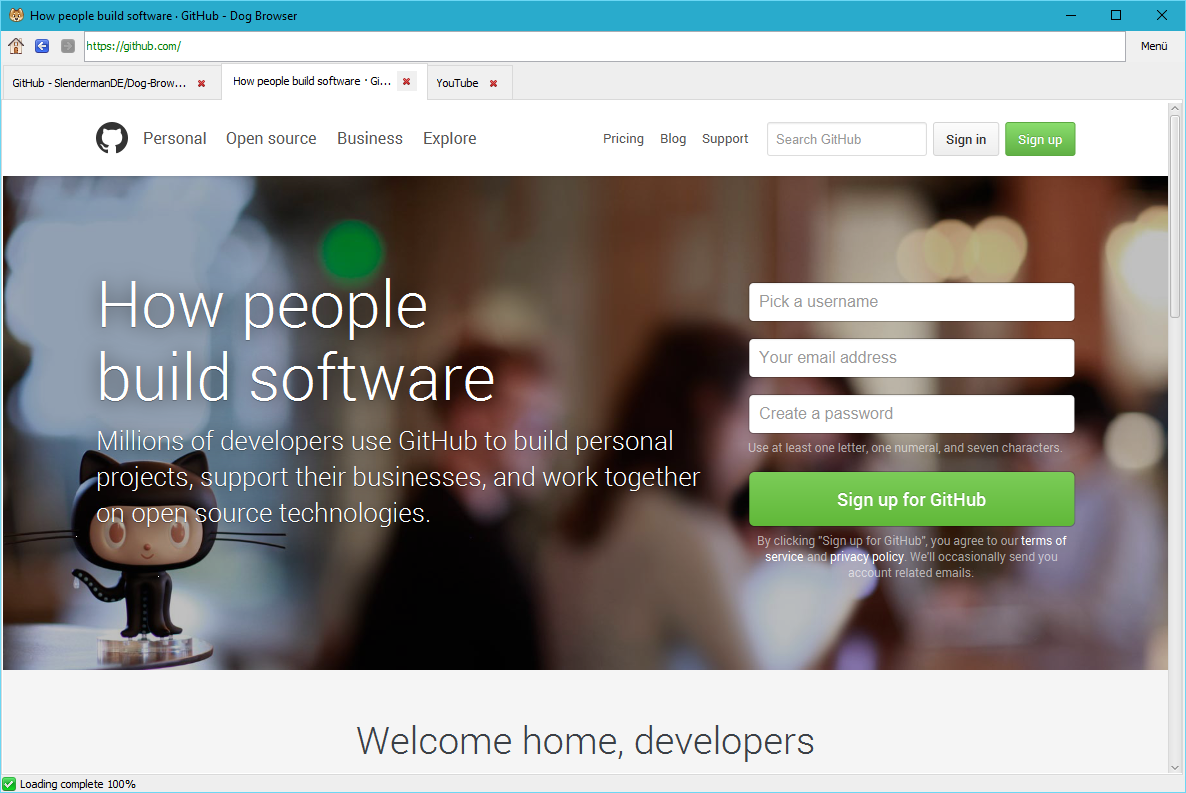 How people build software · GitHub - Dog Browser
https://github.com/
Menü
GitHub - SlendermanDE/Dog-Brow...
How people build software · Gi...
YouTube
Personal
Open source
Business
Explore
Pricing
Blog
Support
Search GitHub
Sign in
Sign up
How people
build software
Millions of developers use GitHub to build personal
projects, support their businesses, and work together
on open source technologies.
Pick a username
Your email address
Create a password
Use at least one letter, one numeral, and seven characters.
Sign up for GitHub
By clicking "Sign up for GitHub", you agree to our terms of
service and privacy policy. We'll occasionally send you
account related emails.
Welcome home, developers
Loading complete 100%